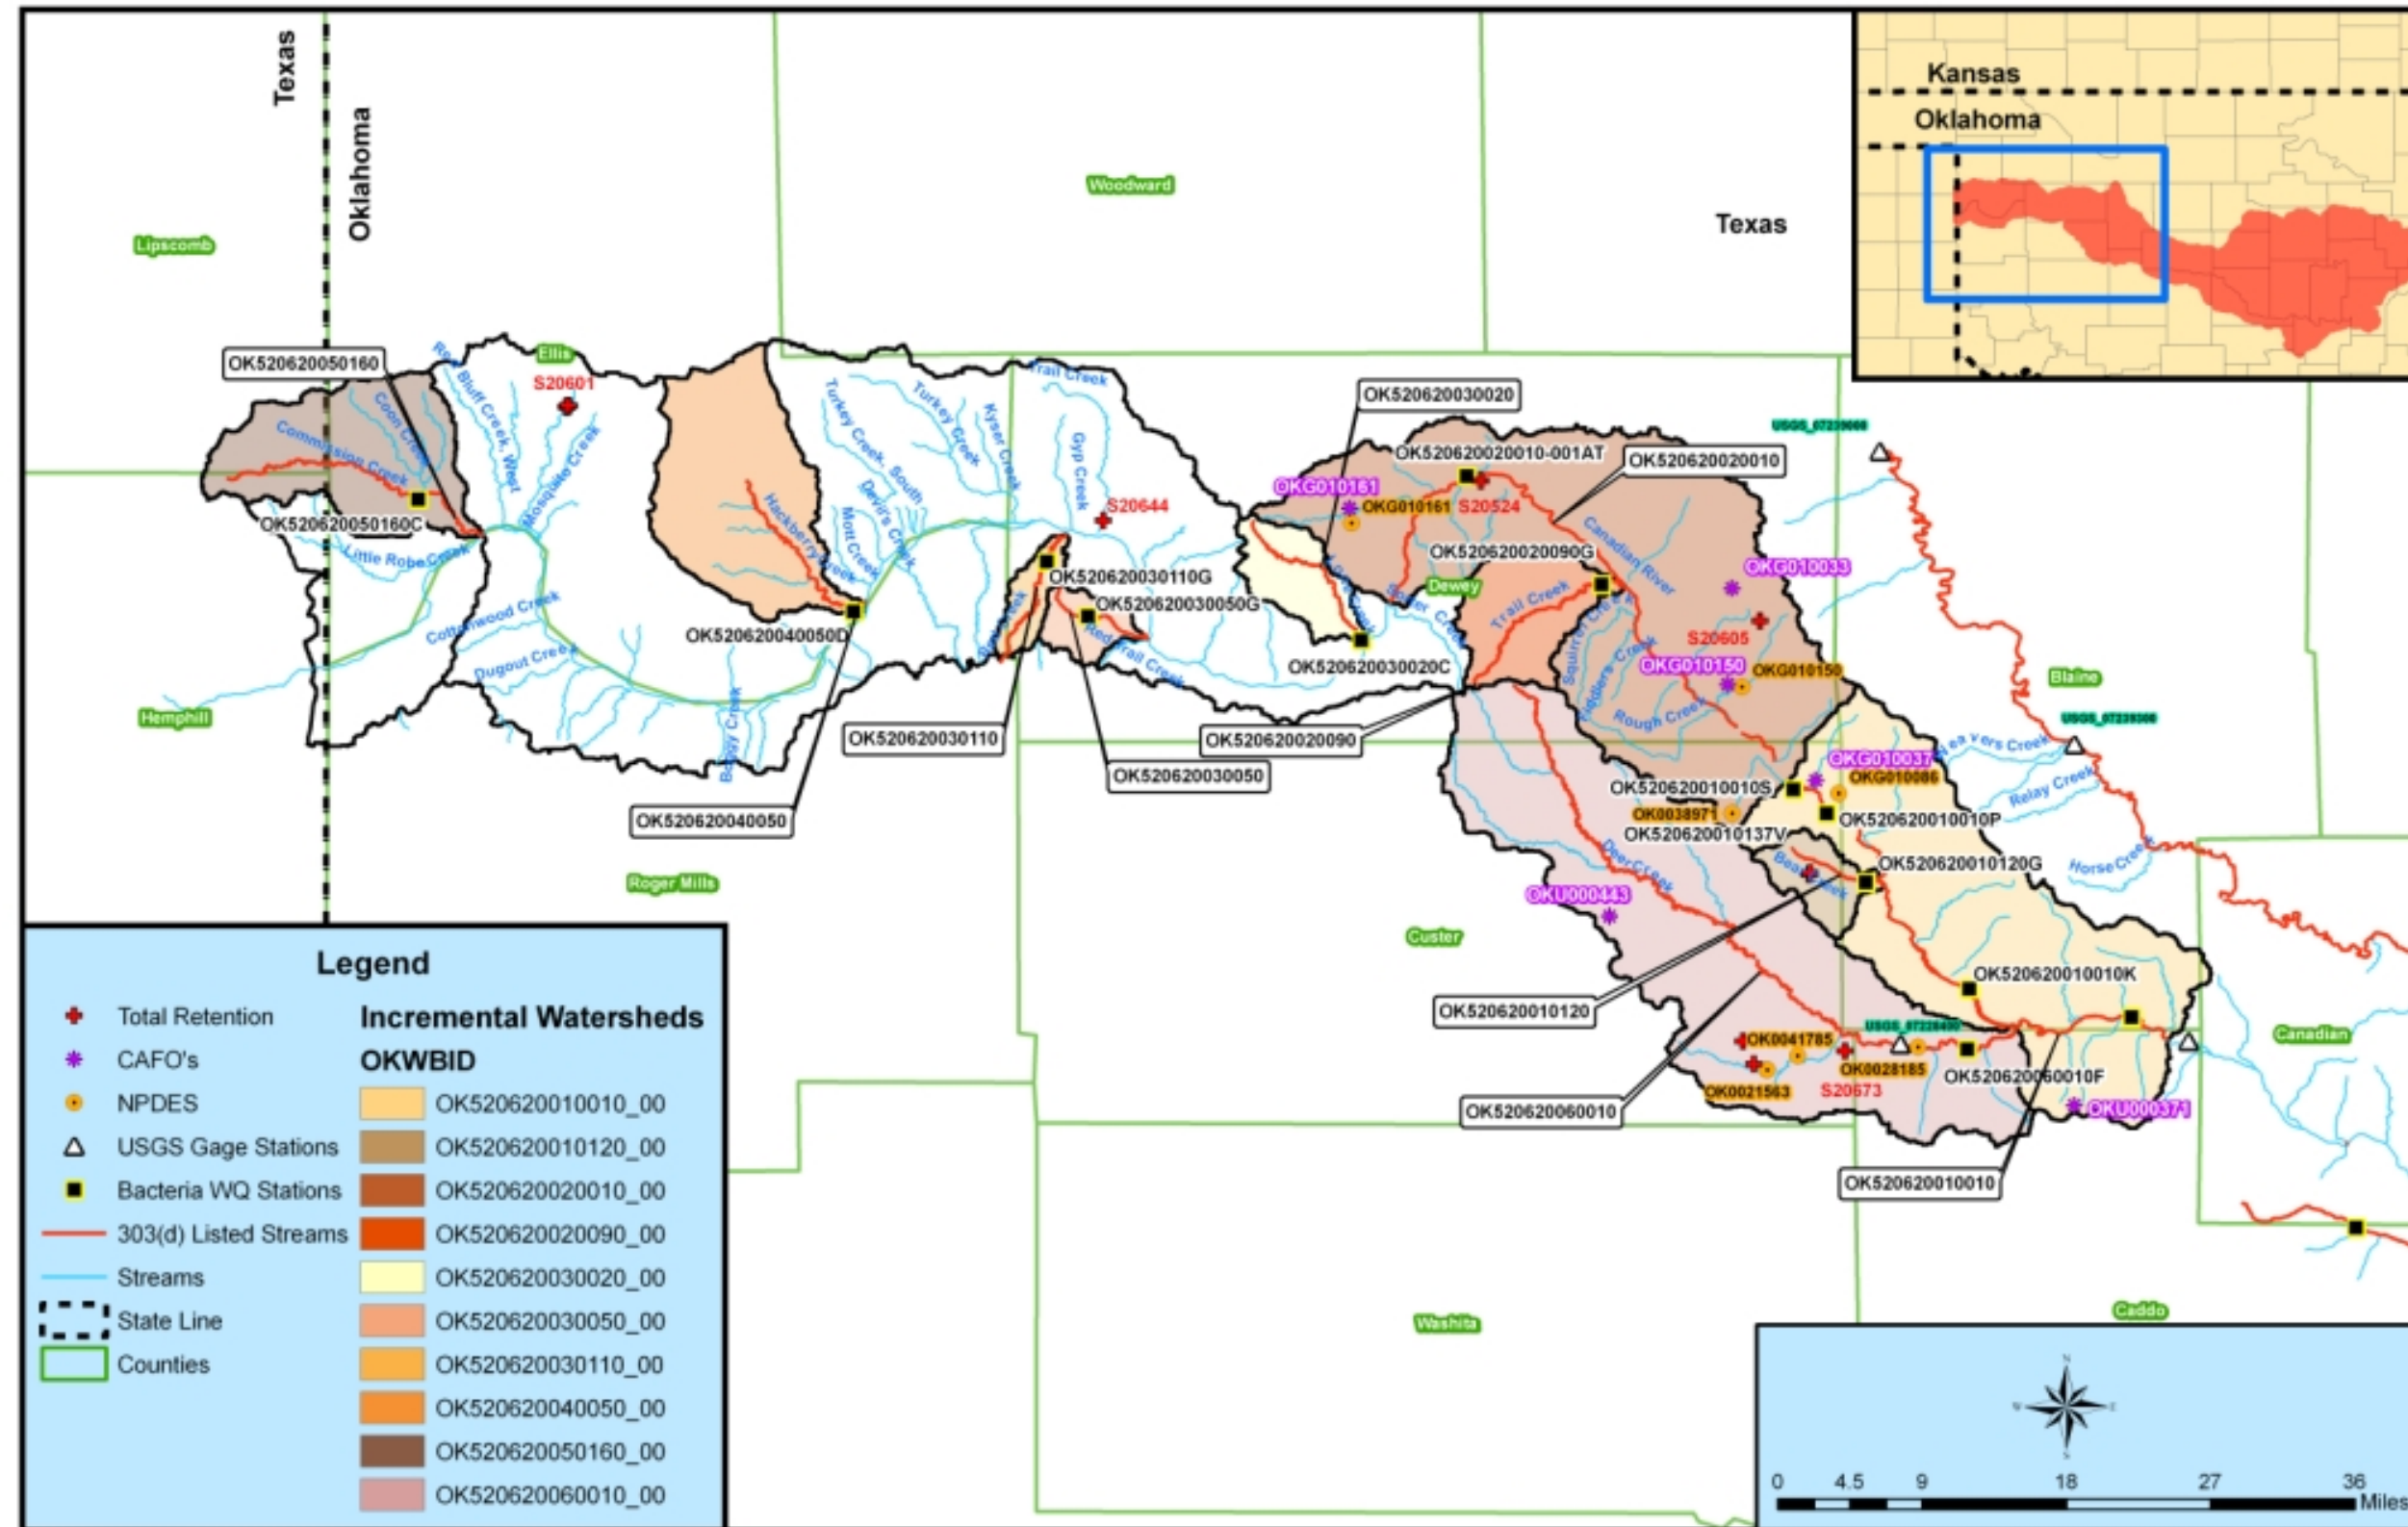 Texas
Oklahoma
Kansas
Oklahoma
Woodward
Texas
Lipscomb
OK520620050160
Ellis
S20601
Coon Creek
Commission Creek
Mosquito Creek
OK520620050160C
Little Robe Creek
Cottonwood Creek
Dugout Creek
Hemphill
Hackberry Creek
OK520620040050D
OK520620040050
Turkey Creek, South
Turkey Creek
Kyser Creek
Devil's Creek
Mott Creek
Trail Creek
Gyp Creek
S20644
OK520620030110G
OK520620030050G
Red Trail Creek
OK520620030110
OK520620030050
OK520620030020
OK520620020010-001AT
OK520620020010
OKG010161
OKG010161
S20524
Canadian River
OK520620020090G
Dewey
Trail Creek
Squirrel Creek
OK520620030020C
OK520620020090
OKG010033
S20605
OKG010150
OKG010150
Rough Creek
USGS_07239000
Blaine
USGS_07239300
Weavers Creek
Relay Creek
Horse Creek
OKG010037
OKG010086
OK520620010010S
OK0038971
OK520620010010P
OK520620010137V
OK520620010120G
Deer Creek
OKU000443
Roger Mills
Custer
OK520620010010K
OK520620010120
Canadian
OK0041785
OK0028185
OK520620060010F
OK0021563
S20673
OKU000371
OK520620060010
OK520620010010
Washita
Caddo
Legend
Total Retention
CAFO's
NPDES
USGS Gage Stations
Bacteria WQ Stations
303(d) Listed Streams
Streams
State Line
Counties
Incremental Watersheds
OKWBID
OK520620010010_00
OK520620010120_00
OK520620020010_00
OK520620020090_00
OK520620030020_00
OK520620030050_00
OK520620030110_00
OK520620040050_00
OK520620050160_00
OK520620060010_00
N
W E
S
0 4.5 9 18 27 36
Miles